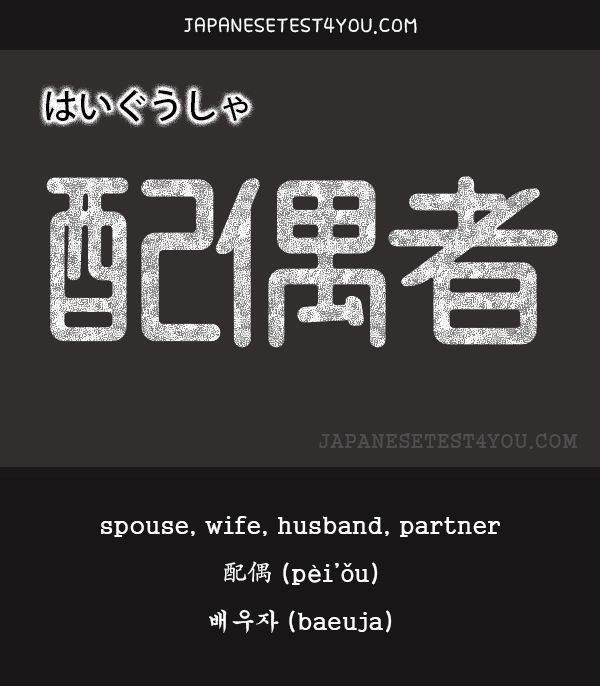 JAPANESETEST4YOU.COM
はいぐうしゃ
配偶者
JAPANESETEST4YOU.COM
spouse, wife, husband, partner
配偶 (pèi'ǒu)
배우자 (baeuja)